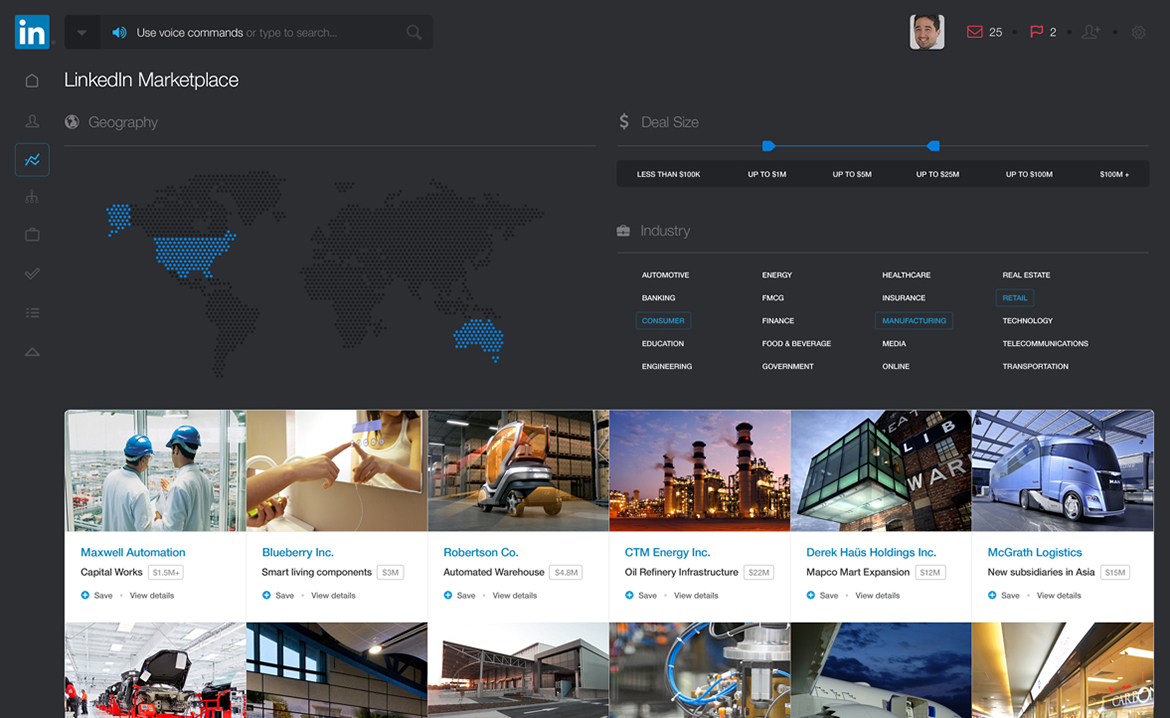 in
Use voice commands or type to search...
25
2
LinkedIn Marketplace
Geography
Deal Size
LESS THAN $100K UP TO $1M UP TO $5M UP TO $25M UP TO $100M $100M +
Industry
AUTOMOTIVE ENERGY HEALTHCARE REAL ESTATE
BANKING FMCG INSURANCE RETAIL
CONSUMER FINANCE MANUFACTURING TECHNOLOGY
EDUCATION FOOD & BEVERAGE MEDIA TELECOMMUNICATIONS
ENGINEERING GOVERNMENT ONLINE TRANSPORTATION
LIB
WAR
MAN
Maxwell Automation
Capital Works $1.5M+
Save • View details
Blueberry Inc.
Smart living components $3M
Save • View details
Robertson Co.
Automated Warehouse $4.8M
Save • View details
CTM Energy Inc.
Oil Refinery Infrastructure $22M
Save • View details
Derek Haüs Holdings Inc.
Mapco Mart Expansion $12M
Save • View details
McGrath Logistics
New subsidiaries in Asia $15M
Save • View details